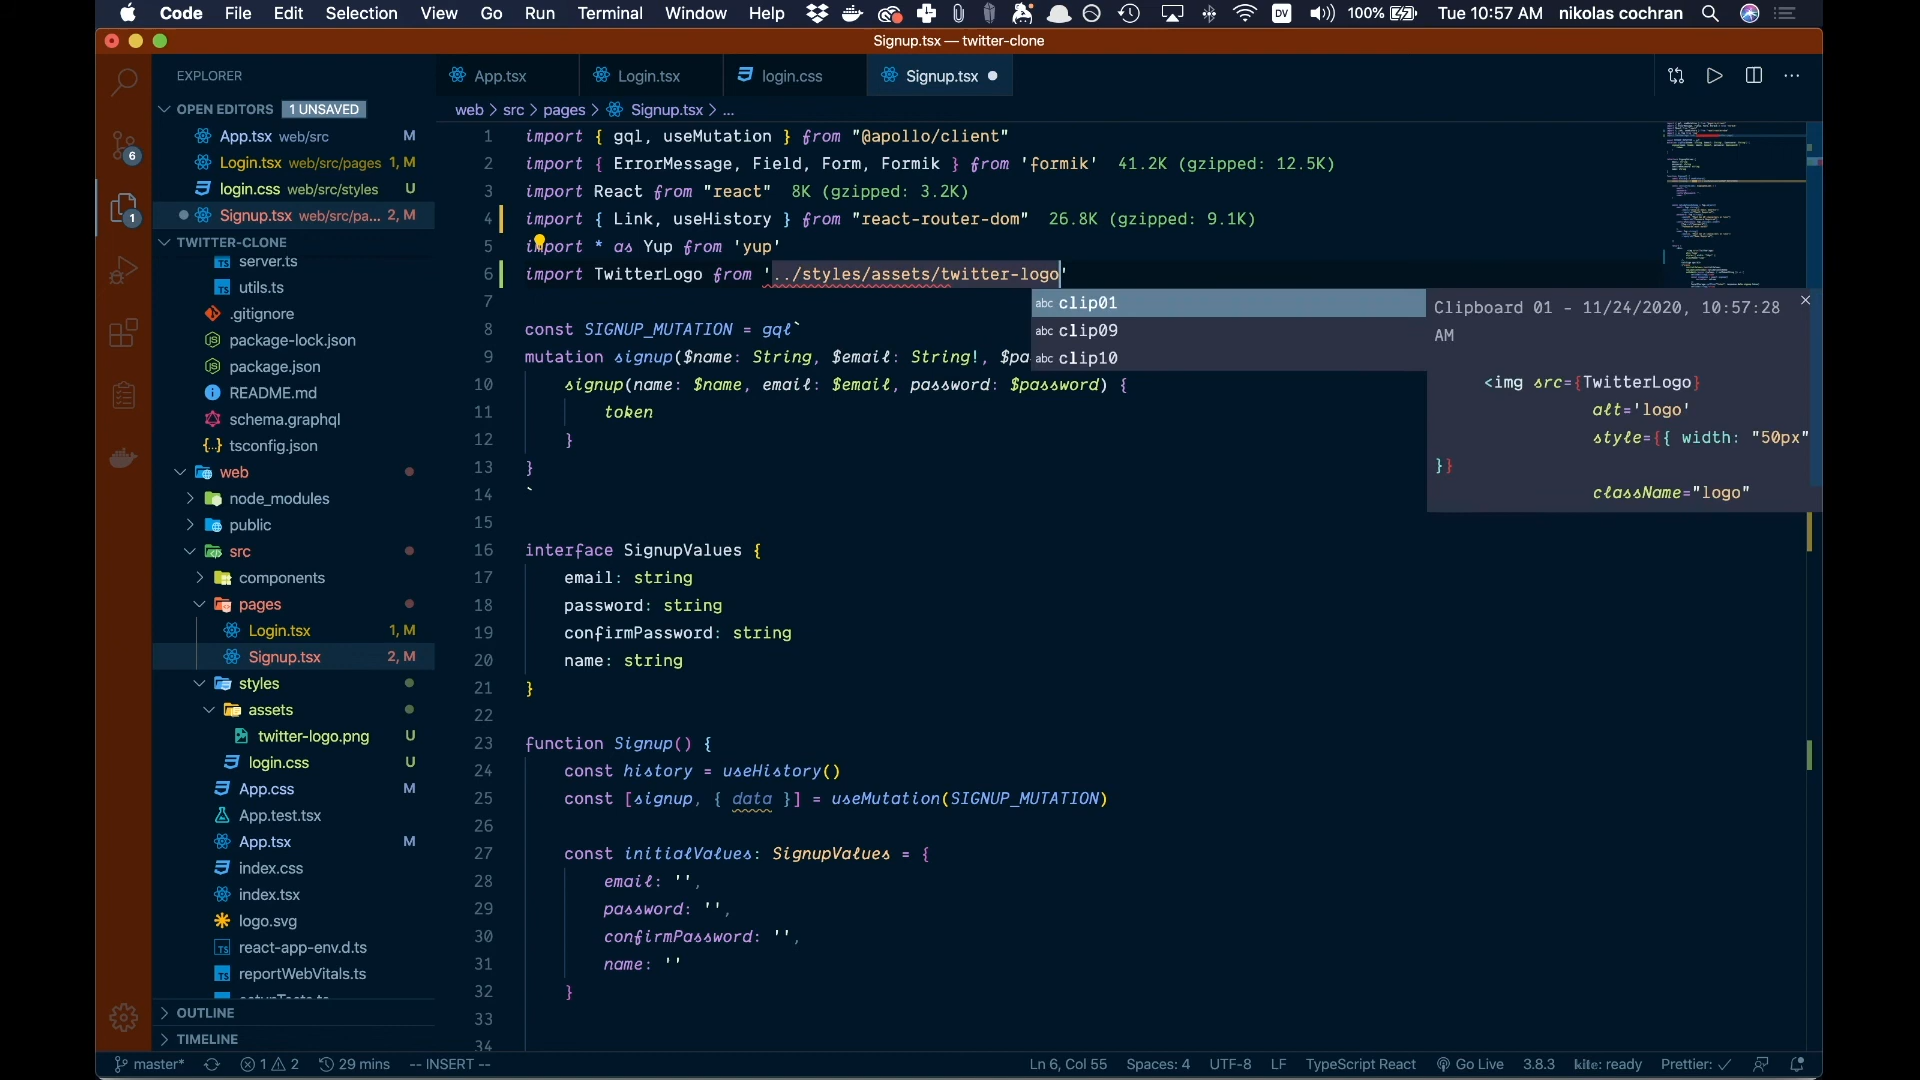 Code File Edit Selection View Go Run Terminal Window Help DV 100% Tue 10:57 AM nikolas cochran
Signup.tsx — twitter-clone
EXPLORER
App.tsx Login.tsx login.css Signup.tsx
OPEN EDITORS 1 UNSAVED
web > src > pages > Signup.tsx > ...
App.tsx web/src M
Login.tsx web/src/pages 1, M
login.css web/src/styles U
Signup.tsx web/src/pa... 2, M
6
1
TWITTER-CLONE
TS server.ts
TS utils.ts
.gitignore
package-lock.json
package.json
README.md
schema.graphql
{..} tsconfig.json
web
node_modules
public
src
components
pages
Login.tsx 1, M
Signup.tsx 2, M
styles
assets
twitter-logo.png U
login.css U
App.css M
App.test.tsx
App.tsx M
index.css
index.tsx
logo.svg
TS react-app-env.d.ts
TS reportWebVitals.ts
OUTLINE
TIMELINE
1 import { gql, useMutation } from "@apollo/client"
2 import { ErrorMessage, Field, Form, Formik } from 'formik' 41.2K (gzipped: 12.5K)
3 import React from "react" 8K (gzipped: 3.2K)
4 import { Link, useHistory } from "react-router-dom" 26.8K (gzipped: 9.1K)
5 import * as Yup from 'yup'
6 import TwitterLogo from '../styles/assets/twitter-logo'
7
8 const SIGNUP_MUTATION = gql`
9 mutation signup($name: String, $email: String!, $pa
10 signup(name: $name, email: $email, password: $password) {
11 token
12 }
13 }
14 `
15
16 interface SignupValues {
17 email: string
18 password: string
19 confirmPassword: string
20 name: string
21 }
22
23 function Signup() {
24 const history = useHistory()
25 const [signup, { data }] = useMutation(SIGNUP_MUTATION)
26
27 const initialValues: SignupValues = {
28 email: '',
29 password: '',
30 confirmPassword: '',
31 name: ''
32 }
33
34
abc clip01
abc clip09
abc clip10
Clipboard 01 - 11/24/2020, 10:57:28
AM
<img src={TwitterLogo}
alt='logo'
style={{ width: "50px"
}}
className="logo"
master* 1 2 29 mins -- INSERT -- Ln 6, Col 55 Spaces: 4 UTF-8 LF TypeScript React Go Live 3.8.3 kite: ready Prettier: ✓